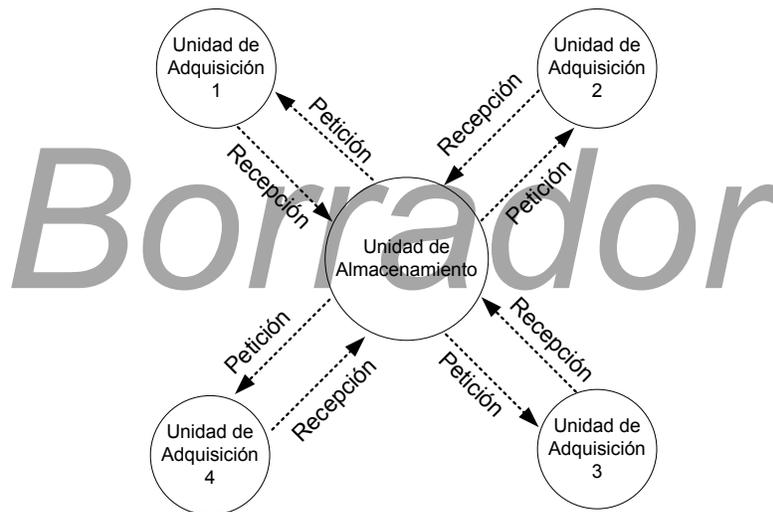 Unidad de
Adquisición
1
Unidad de
Adquisición
2
Petición
Recepción
Recepción
Petición
Borrador
Unidad de
Almacenamiento
Petición
Recepción
Petición
Recepción
Unidad de
Adquisición
4
Unidad de
Adquisición
3